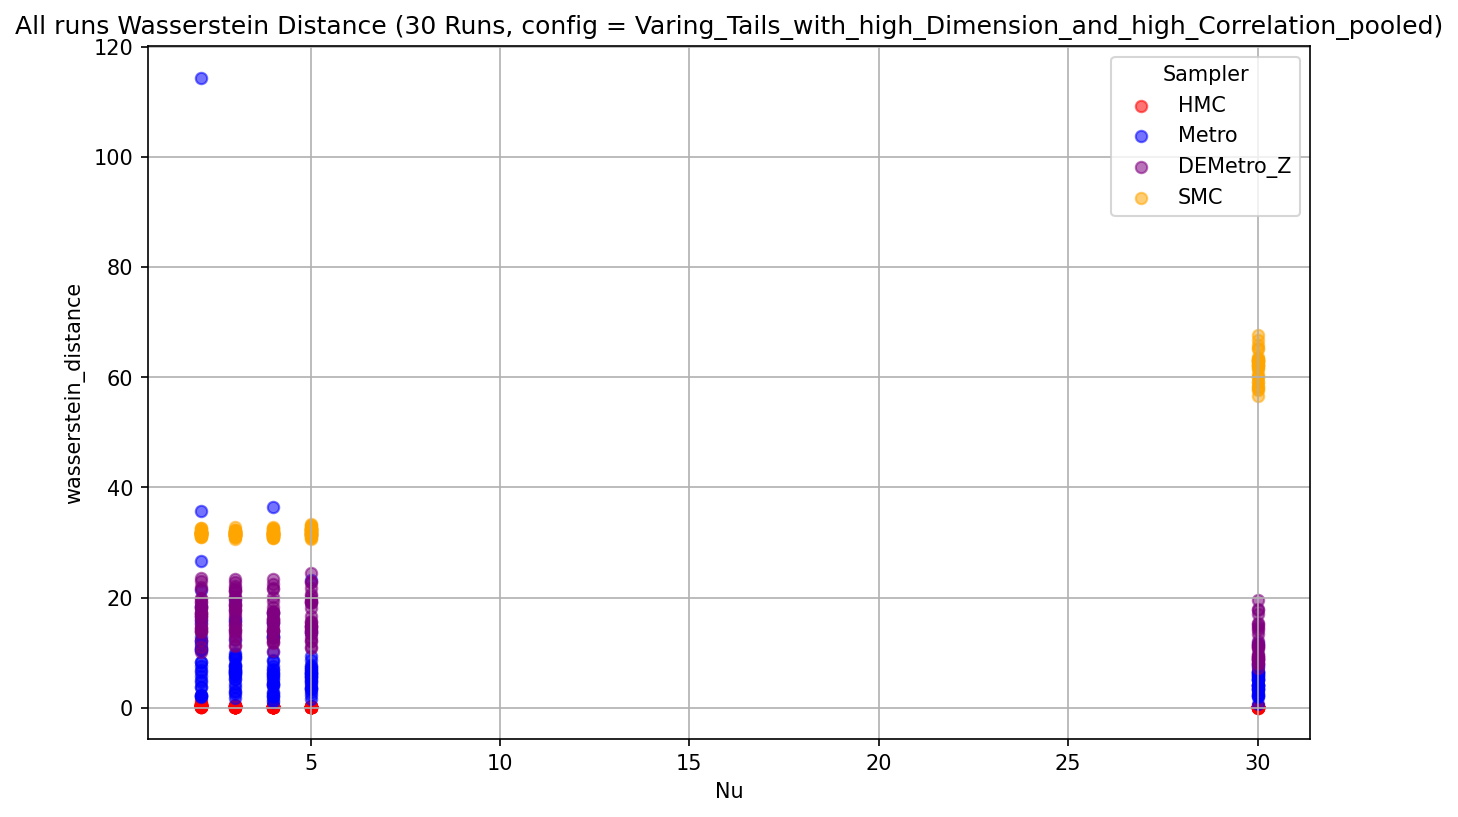 All runs Wasserstein Distance (30 Runs, config = Varing_Tails_with_high_Dimension_and_high_Correlation_pooled)
120
100
80
60
40
20
0
wasserstein_distance
5
10
15
20
25
30
Nu
Sampler
HMC
Metro
DEMetro_Z
SMC